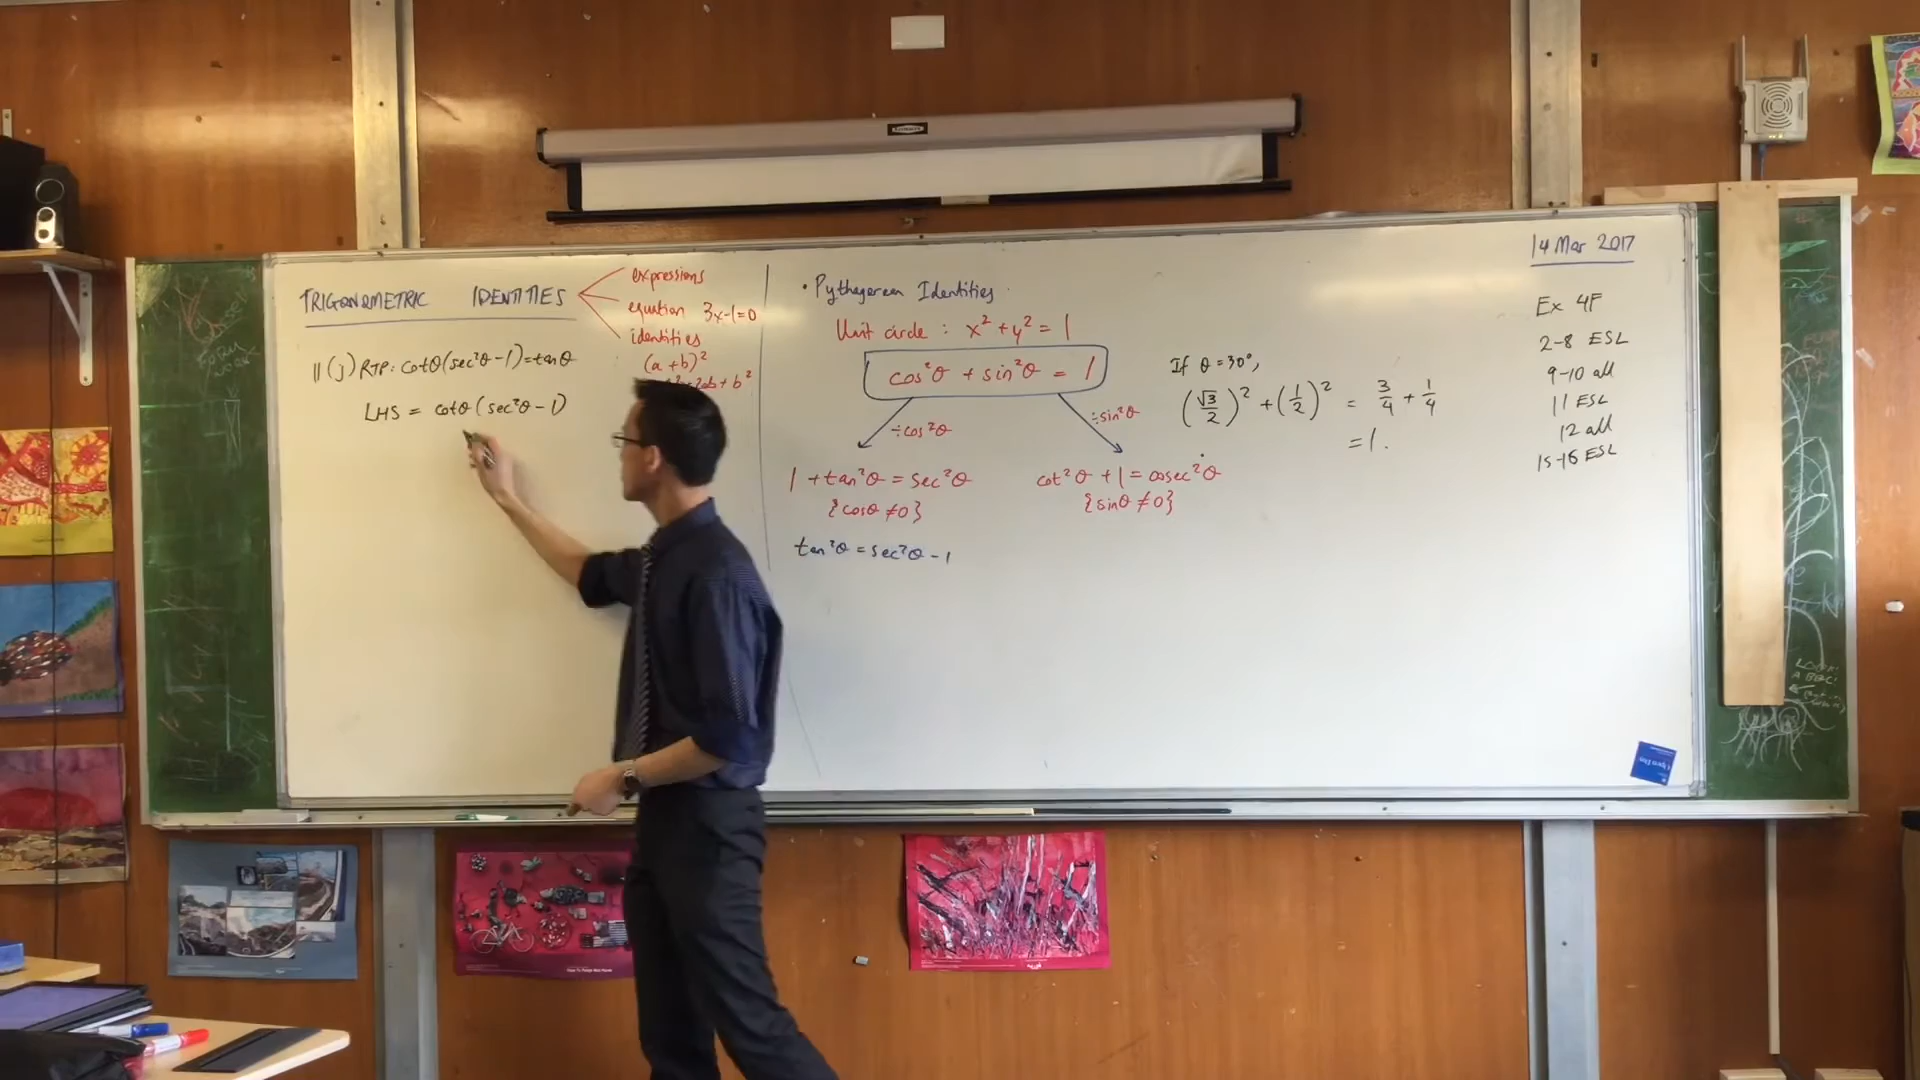 TRIGONOMETRIC IDENTITIES
expressions
equation 3x-1=0
identities
(a+b)²
2ab+b²
11(j) RTP: cotθ(sec²θ-1)=tanθ
LHS = cotθ(sec²θ-1)
• Pythagorean Identities
Unit circle : x²+y²=1
cos²θ + sin²θ = 1
÷cos²θ
÷sin²θ
1+tan²θ=sec²θ
{cosθ≠0}
cot²θ+1=cosec²θ
{sinθ≠0}
tan²θ=sec²θ-1
If θ=30°,
(√3/2)²+(1/2)² = 3/4+1/4
=1.
14 Mar 2017
Ex 4F
2-8 ESL
9-10 all
11 ESL
12 all
15-16 ESL